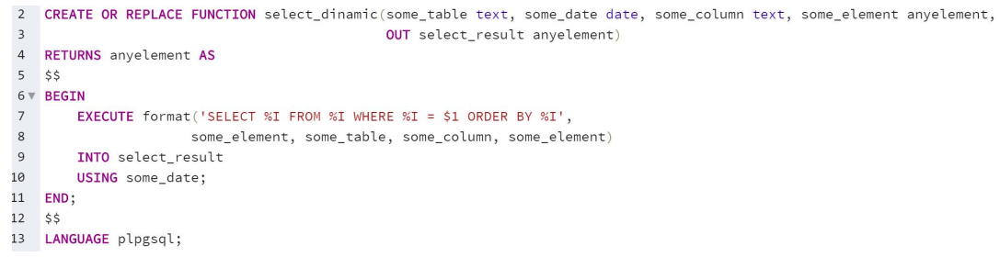 2 CREATE OR REPLACE FUNCTION select_dinamic(some_table text, some_date date, some_column text, some_element anyelement,
3 OUT select_result anyelement)
4 RETURNS anyelement AS
5 $$
6 BEGIN
7 EXECUTE format('SELECT %I FROM %I WHERE %I = $1 ORDER BY %I',
8 some_element, some_table, some_column, some_element)
9 INTO select_result
10 USING some_date;
11 END;
12 $$
13 LANGUAGE plpgsql;